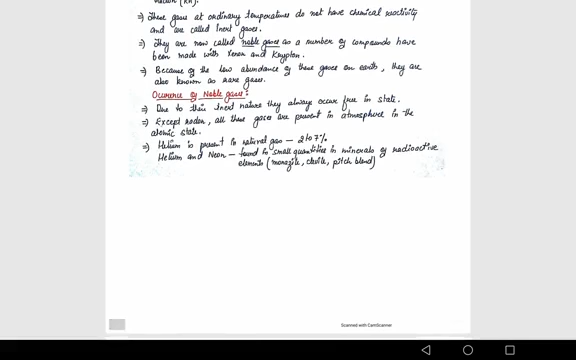 ⇒ These gases at ordinary temperatures do not have chemical reactivity
and are called Inert gases.
⇒ They are now called noble gases as a number of compounds have
been made with xenon and Krypton.
⇒ Because of the low abundance of these gases on earth, they are
also known as rare gases.
Ocurence of Noble gases:
⇒ Due to their Inert nature they always occur free in state.
⇒ Except radon, all these gases are present in atmosphere in the
atomic state.
⇒ Helium is present in natural gas - 2 to 7%
Helium and Neon - found in small quantities in minerals of radioactive
elements (monazite, cleveite, pitch blend)
Scanned with CamScanner